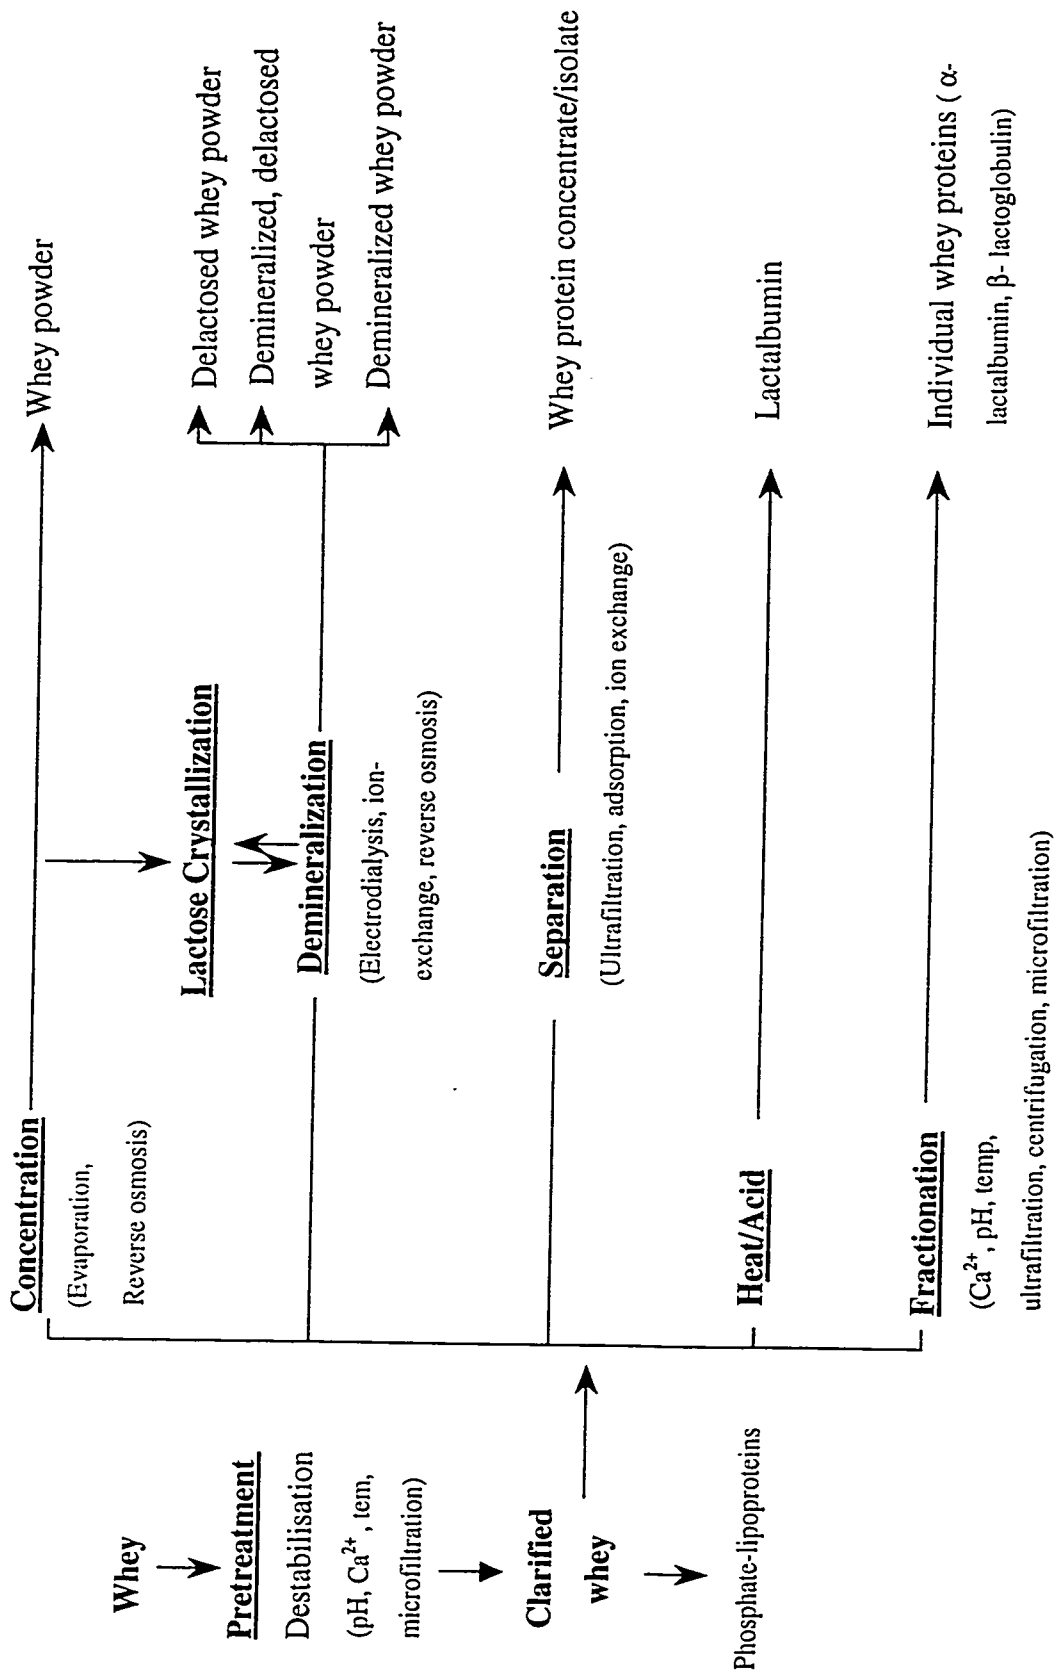 Whey
Pretreatment
Destabilisation
(pH, Ca2+, tem,
microfiltration)
Clarified
whey
Phosphate-lipoproteins
Concentration
(Evaporation,
Reverse osmosis)
Whey powder
Lactose Crystallization
Demineralization
(Electrodialysis, ion-
exchange, reverse osmosis)
Delactosed whey powder
Demineralized, delactosed
whey powder
Demineralized whey powder
Separation
(Ultrafiltration, adsorption, ion exchange)
Whey protein concentrate/isolate
Heat/Acid
Lactalbumin
Fractionation
(Ca2+, pH, temp,
ultrafiltration, centrifugation, microfiltration)
Individual whey proteins ( α-
lactalbumin, β- lactoglobulin)